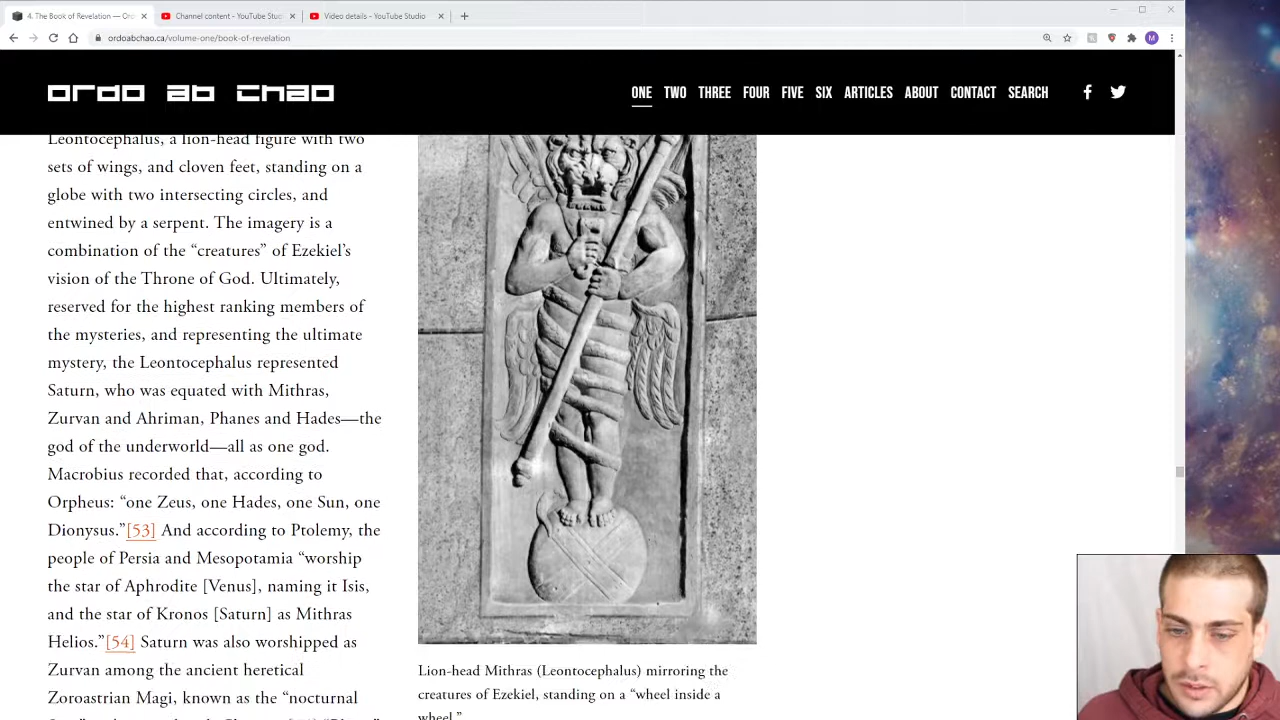 4. The Book of Revelation — Or
Channel content - YouTube Stud
Video details - YouTube Studio
ordoabchao.ca/volume-one/book-of-revelation
M
ordo ab chao
ONE TWO THREE FOUR FIVE SIX ARTICLES ABOUT CONTACT SEARCH
Leontocephalus, a lion-head figure with two
sets of wings, and cloven feet, standing on a
globe with two intersecting circles, and
entwined by a serpent. The imagery is a
combination of the “creatures” of Ezekiel’s
vision of the Throne of God. Ultimately,
reserved for the highest ranking members of
the mysteries, and representing the ultimate
mystery, the Leontocephalus represented
Saturn, who was equated with Mithras,
Zurvan and Ahriman, Phanes and Hades—the
god of the underworld—all as one god.
Macrobius recorded that, according to
Orpheus: “one Zeus, one Hades, one Sun, one
Dionysus.”[53] And according to Ptolemy, the
people of Persia and Mesopotamia “worship
the star of Aphrodite [Venus], naming it Isis,
and the star of Kronos [Saturn] as Mithras
Helios.”[54] Saturn was also worshipped as
Zurvan among the ancient heretical
Zoroastrian Magi, known as the “nocturnal
Lion-head Mithras (Leontocephalus) mirroring the
creatures of Ezekiel, standing on a “wheel inside a
wheel.”